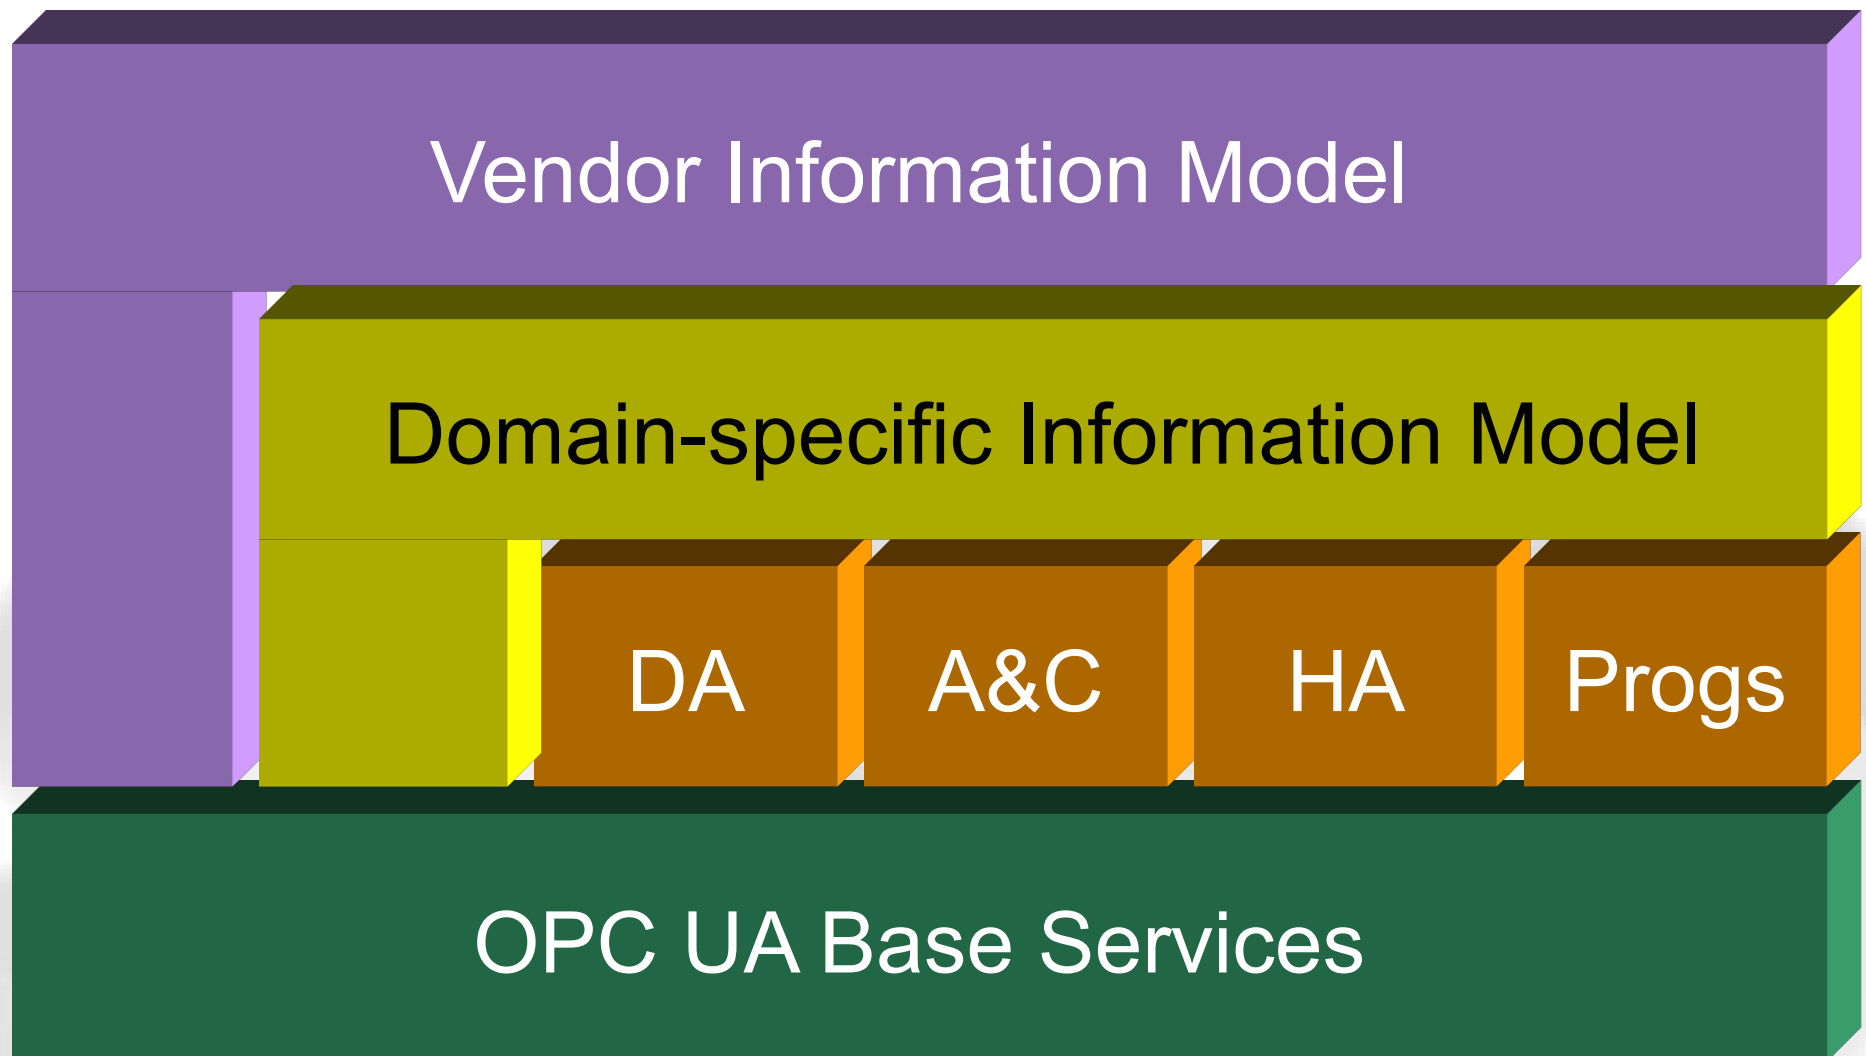 Vendor Information Model
Domain-specific Information Model
DA
A&C
HA
Progs
OPC UA Base Services